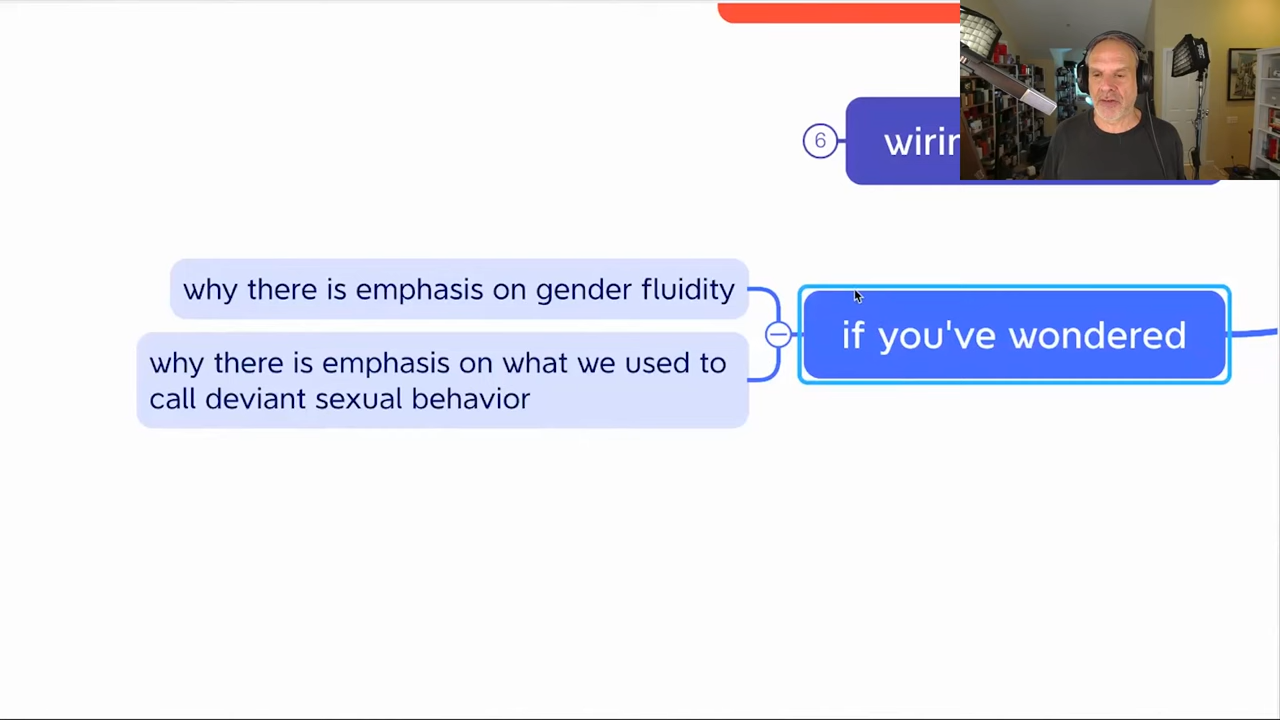 6
why there is emphasis on gender fluidity
if you've wondered
why there is emphasis on what we used to
call deviant sexual behavior